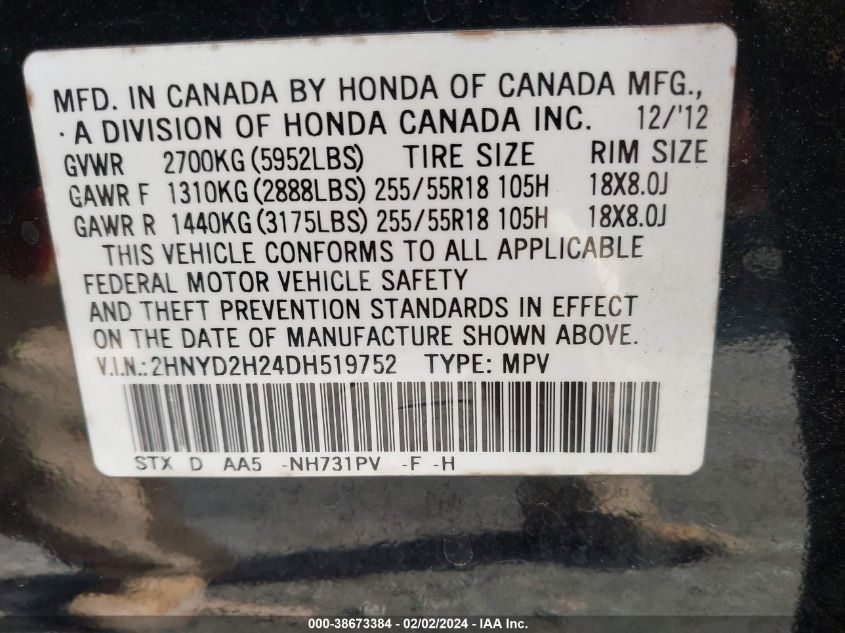 MFD. IN CANADA BY HONDA OF CANADA MFG.,
A DIVISION OF HONDA CANADA INC. 12/'12
GVWR 2700KG (5952LBS) TIRE SIZE RIM SIZE
GAWR F 1310KG (2888LBS) 255/55R18 105H 18X8.0J
GAWR R 1440KG (3175LBS) 255/55R18 105H 18X8.0J
THIS VEHICLE CONFORMS TO ALL APPLICABLE
FEDERAL MOTOR VEHICLE SAFETY
AND THEFT PREVENTION STANDARDS IN EFFECT
ON THE DATE OF MANUFACTURE SHOWN ABOVE.
V.I.N.: 2HNYD2H24DH519752 TYPE: MPV
STX D AA5 -NH731PV -F -H
000-38673384 - 02/02/2024 - IAA Inc.